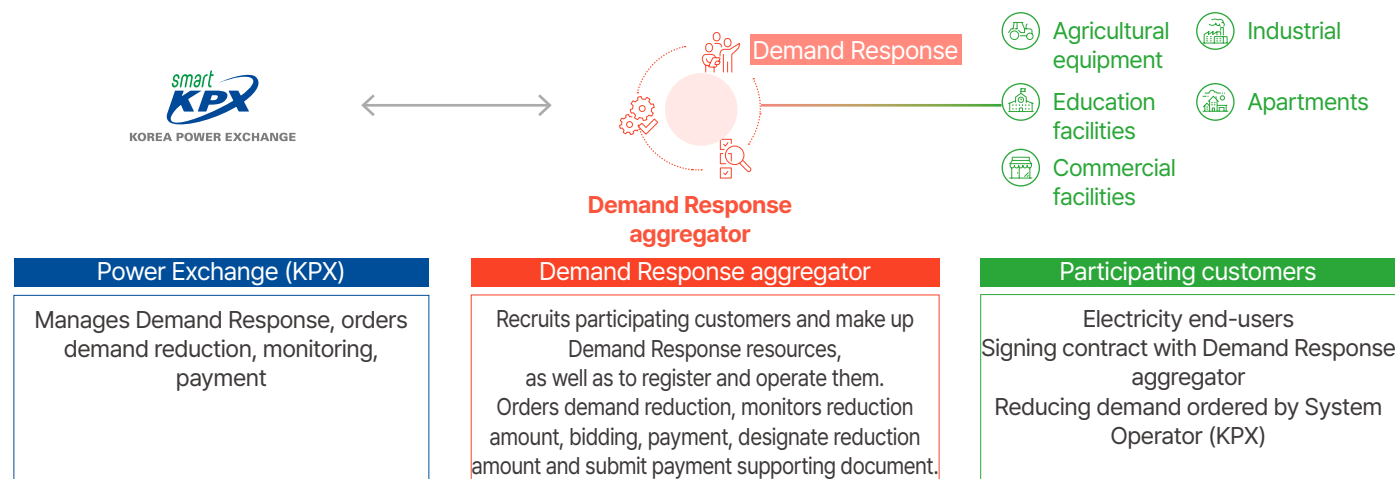 smart
KPX
KOREA POWER EXCHANGE
Demand Response
Demand Response
aggregator
Agricultural
equipment
Industrial
Education
facilities
Apartments
Commercial
facilities
Power Exchange (KPX)
Manages Demand Response, orders
demand reduction, monitoring,
payment
Demand Response aggregator
Recruits participating customers and make up
Demand Response resources,
as well as to register and operate them.
Orders demand reduction, monitors reduction
amount, bidding, payment, designate reduction
amount and submit payment supporting document.
Participating customers
Electricity end-users
Signing contract with Demand Response
aggregator
Reducing demand ordered by System
Operator (KPX)